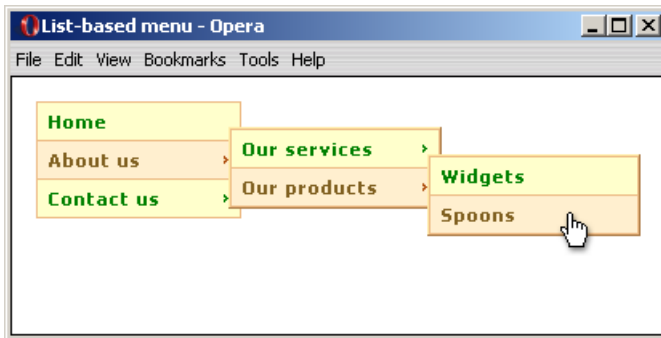 List-based menu - Opera
File Edit View Bookmarks Tools Help
Home
About us
Contact us
Our services
Our products
Widgets
Spoons